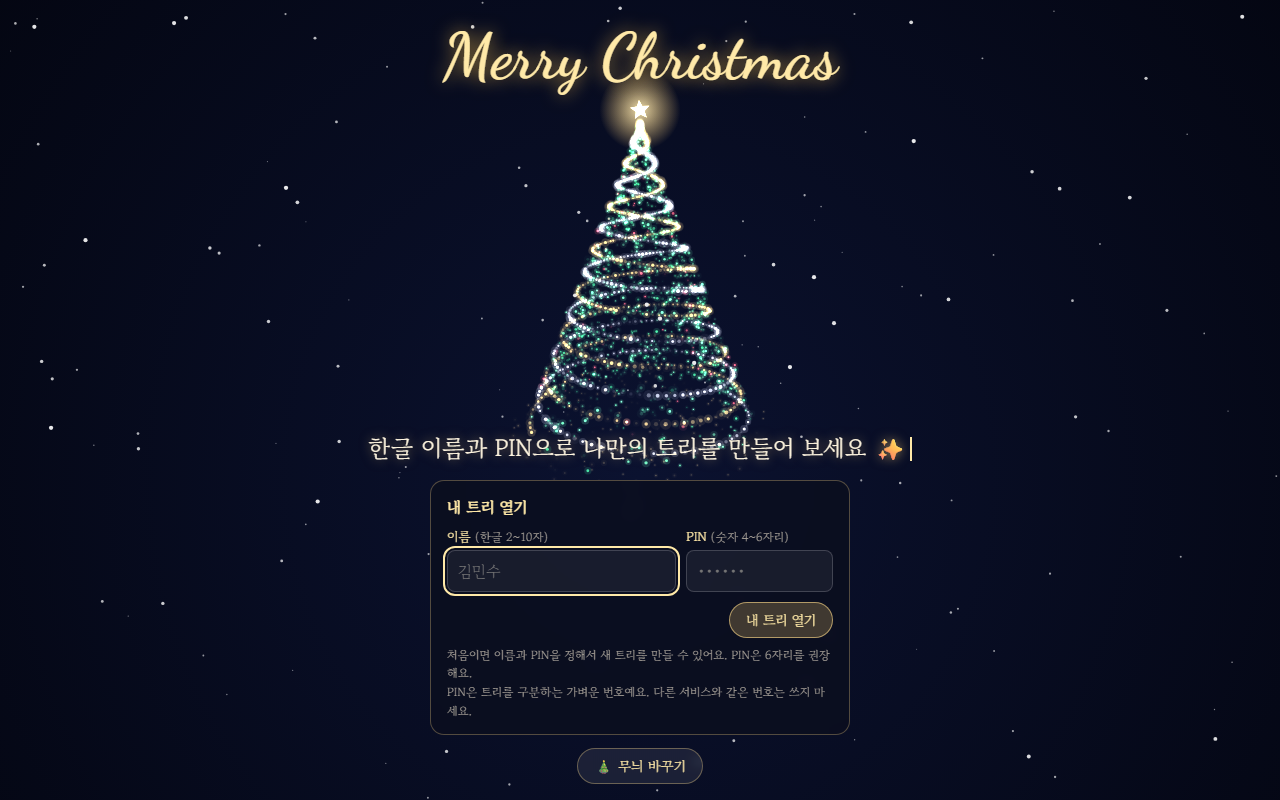 Merry Christmas
한글 이름과 PIN으로 나만의 트리를 만들어 보세요 ✨
내 트리 열기
이름 (한글 2~10자) PIN (숫자 4~6자리)
김민수 ••••••
내 트리 열기
처음이면 이름과 PIN을 정해서 새 트리를 만들 수 있어요. PIN은 6자리를 권장
해요.
PIN은 트리를 구분하는 가벼운 번호예요. 다른 서비스와 같은 번호는 쓰지 마
세요.
🎄 무늬 바꾸기